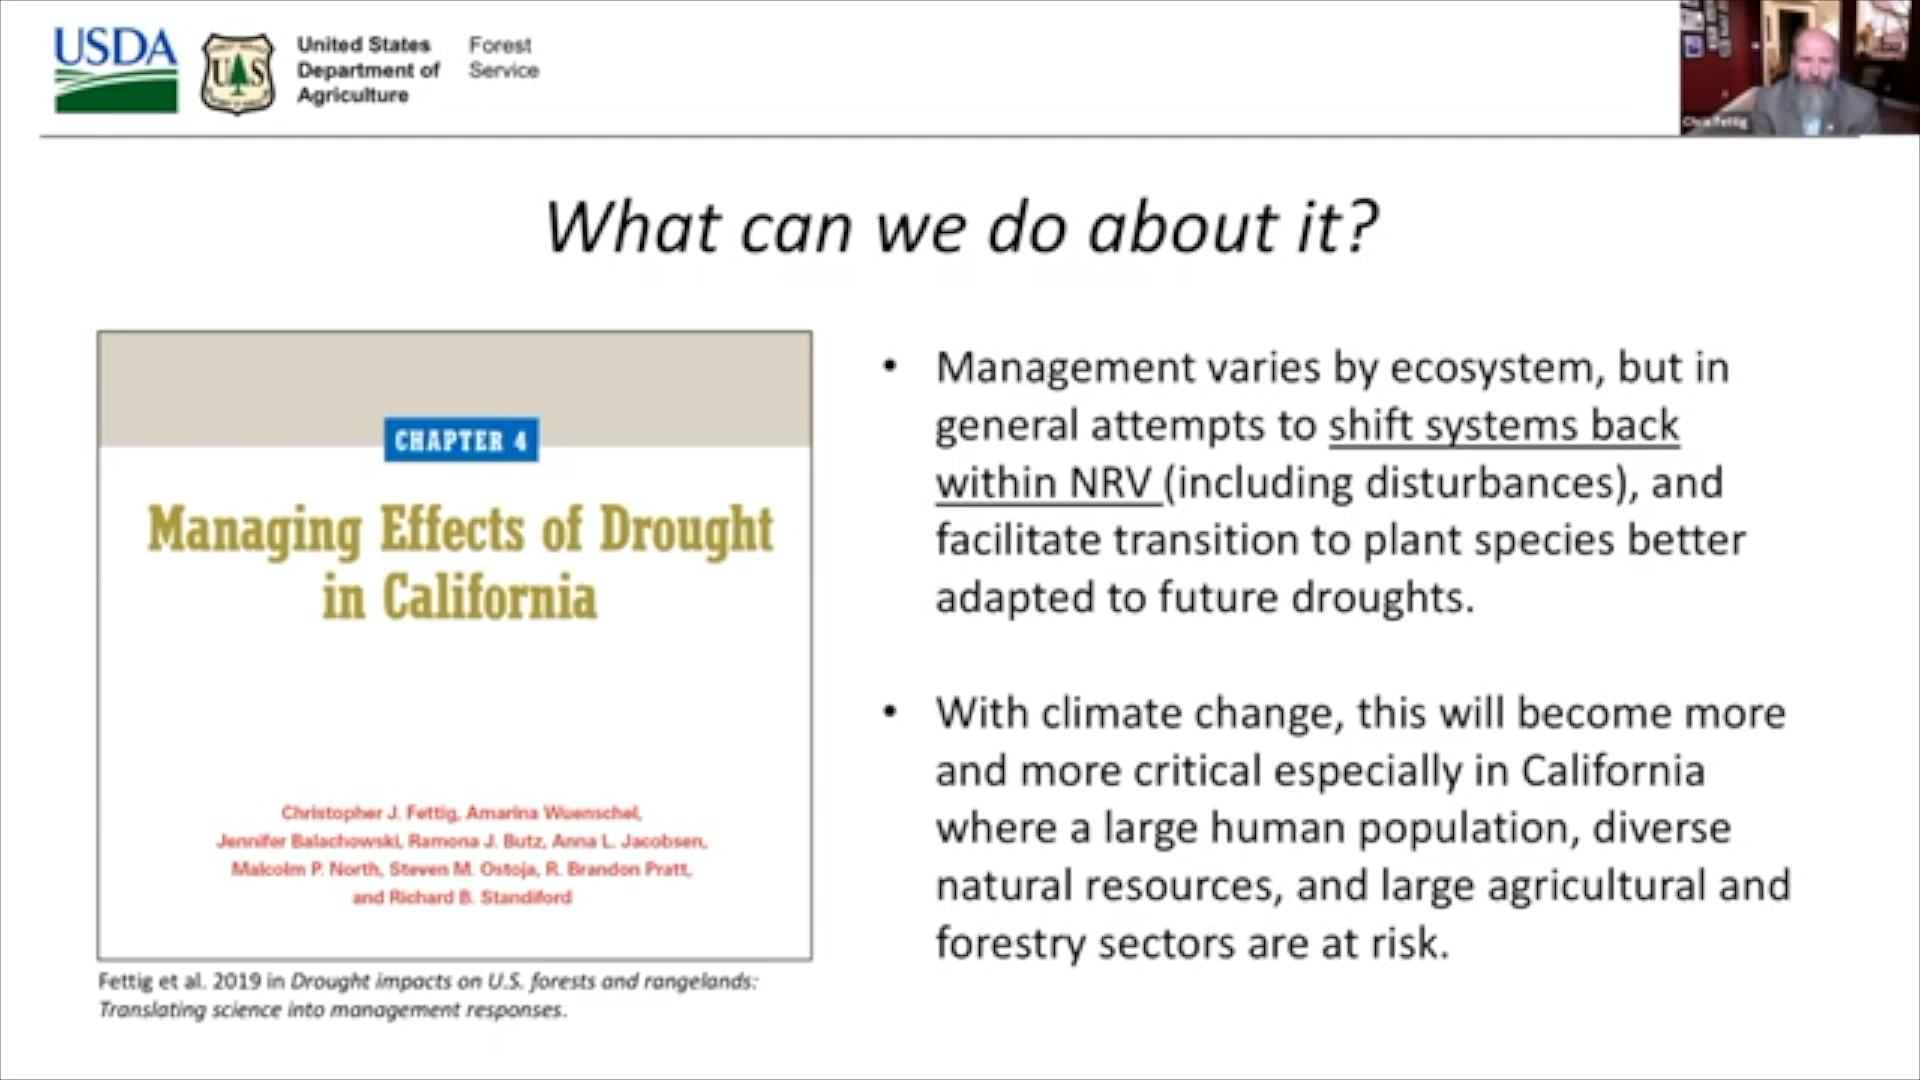 USDA
UAS
United States
Department of
Agriculture
Forest
Service
Chris Fettig
What can we do about it?
CHAPTER 4
Managing Effects of Drought
in California
Christopher J. Fettig, Amarina Wuenschel,
Jennifer Balachowski, Ramona J. Butz, Anna L. Jacobsen,
Malcolm P. North, Steven M. Ostoja, R. Brandon Pratt,
and Richard B. Standiford
Fettig et al. 2019 in Drought impacts on U.S. forests and rangelands:
Translating science into management responses.
• Management varies by ecosystem, but in
general attempts to shift systems back
within NRV (including disturbances), and
facilitate transition to plant species better
adapted to future droughts.
• With climate change, this will become more
and more critical especially in California
where a large human population, diverse
natural resources, and large agricultural and
forestry sectors are at risk.